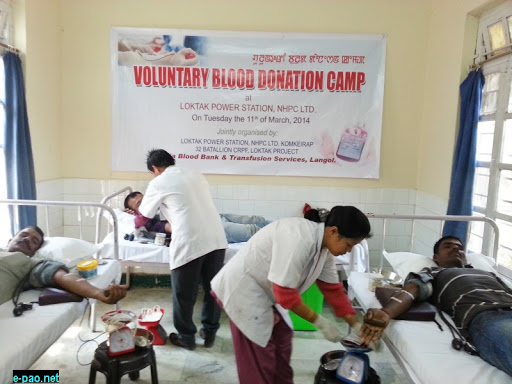 VOLUNTARY BLOOD DONATION CAMP
at
LOKTAK POWER STATION, NHPC LTD.
On Tuesday the 11th of March, 2014
Jointly organised by:
LOKTAK POWER STATION, NHPC LTD. KOMKEIRAP
32 BATALLION CRPF, LOKTAK PROJECT
Blood Bank & Transfusion Services, Langol.
e-pao.net